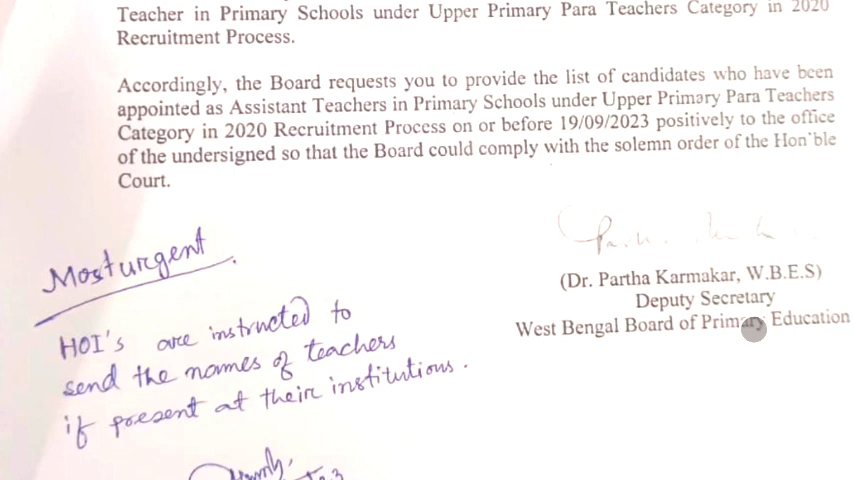 Teacher in Primary Schools under Upper Primary Para Teachers Category in 2020
Recruitment Process.
Accordingly, the Board requests you to provide the list of candidates who have been
appointed as Assistant Teachers in Primary Schools under Upper Primary Para Teachers
Category in 2020 Recruitment Process on or before 19/09/2023 positively to the office
of the undersigned so that the Board could comply with the solemn order of the Hon'ble
Court.
(Dr. Partha Karmakar, W.B.E.S)
Deputy Secretary
West Bengal Board of Primary Education
Most urgent
HOI's are instructed to
send the names of teachers
if present at their institutions.